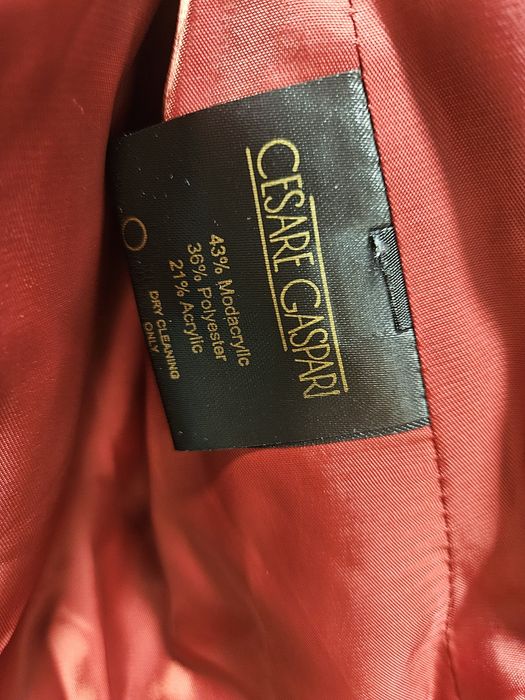 CESARE GASPARI
43% Modacrylic
36% Polyester
21% Acrylic
DRY CLEANING
ONLY